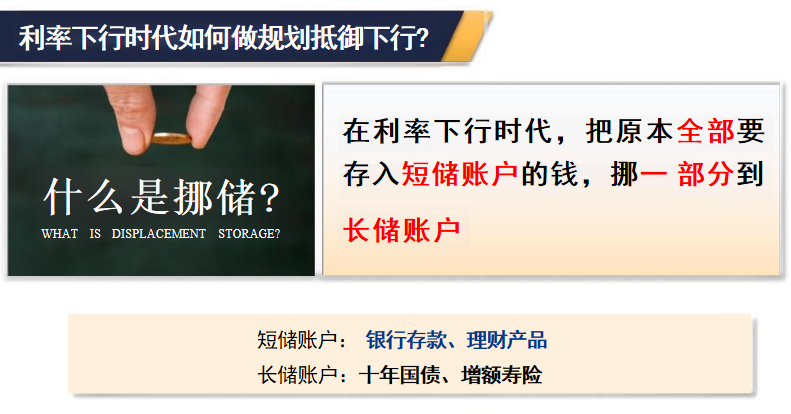 利率下行时代如何做规划抵御下行?
什么是挪储?
WHAT IS DISPLACEMENT STORAGE?
在利率下行时代，把原本全部要
存入短储账户的钱，挪一 部分到
长储账户
短储账户： 银行存款、理财产品
长储账户：十年国债、增额寿险